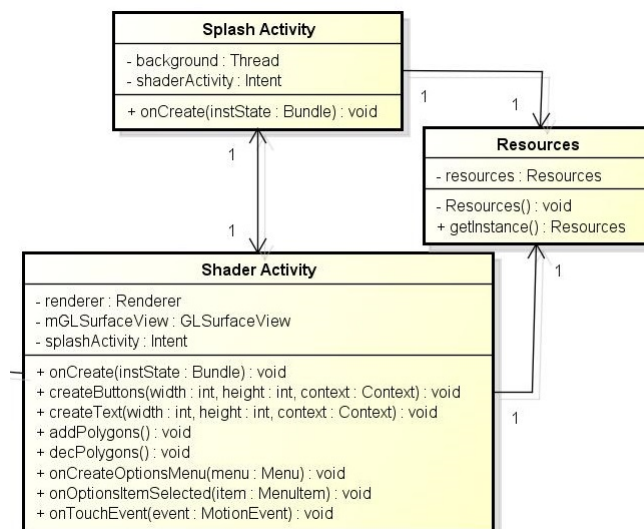 Splash Activity
- background : Thread
- shaderActivity : Intent
+ onCreate(instState : Bundle) : void
1
1
Resources
- resources : Resources
- Resources() : void
+ getInstance() : Resources
1
1
Shader Activity
- renderer : Renderer
- mGLSurfaceView : GLSurfaceView
- splashActivity : Intent
+ onCreate(instState : Bundle) : void
+ createButtons(width : int, height : int, context : Context) : void
+ createText(width : int, height : int, context : Context) : void
+ addPolygons() : void
+ decPolygons() : void
+ onCreateOptionsMenu(menu : Menu) : void
+ onOptionsItemSelected(item : MenuItem) : void
+ onTouchEvent(event : MotionEvent) : void
1
1